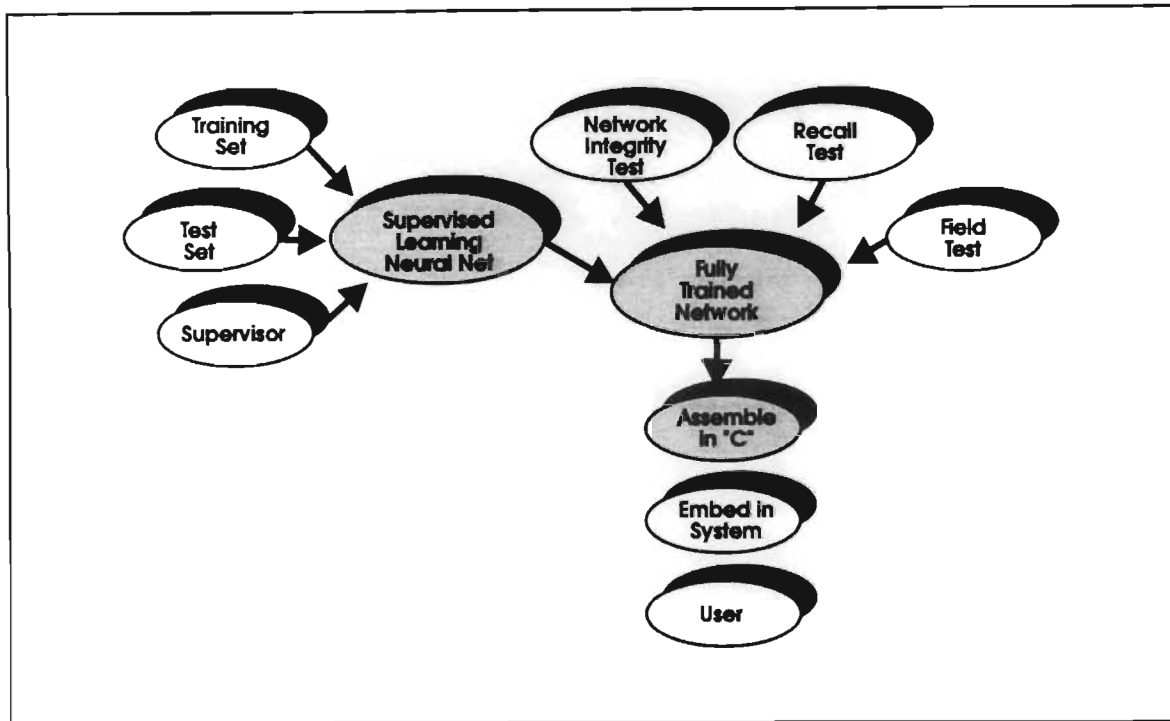 Training
Set
Test
Set
Supervisor
Supervised
Learning
Neural Net
Network
Integrity
Test
Recall
Test
Field
Test
Fully
Trained
Network
Assemble
in "C"
Embed in
System
User